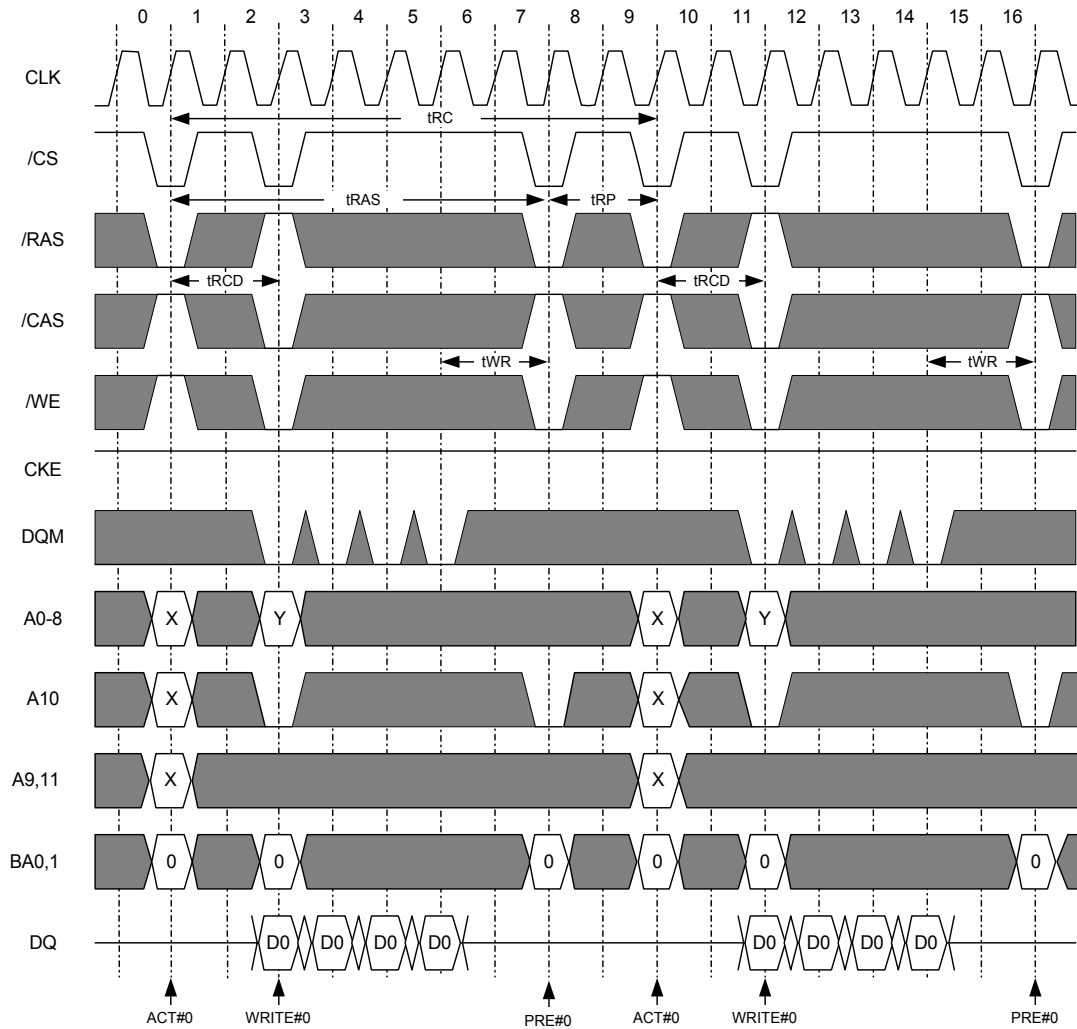 0 1 2 3 4 5 6 7 8 9 10 11 12 13 14 15 16
CLK
tRC
/CS
tRAS tRP
/RAS
tRCD tRCD
/CAS
tWR tWR
/WE
CKE
DQM
A0-8 X Y X Y
A10 X X
A9,11 X X
BA0,1 0 0 0 0 0 0
DQ D0 D0 D0 D0 D0 D0 D0 D0
ACT#0 WRITE#0 PRE#0 ACT#0 WRITE#0 PRE#0